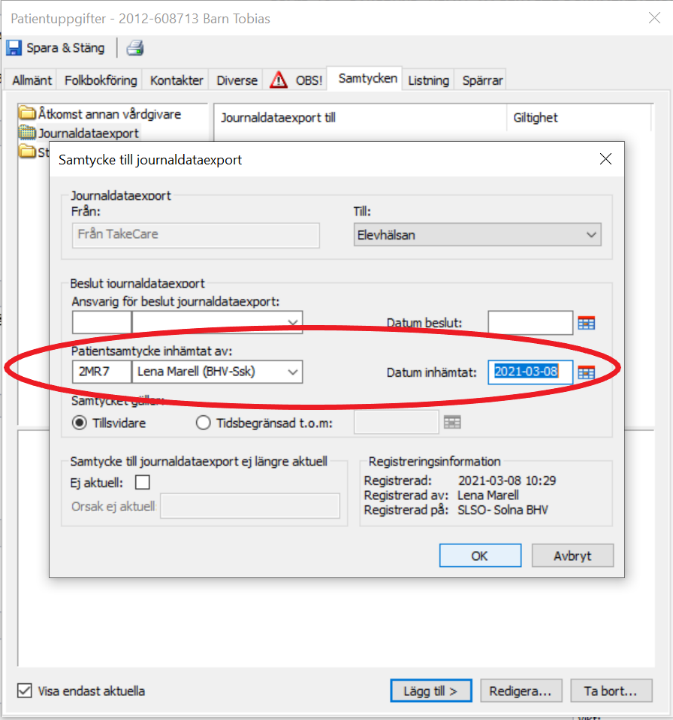 Patientuppgifter - 2012-608713 Barn Tobias
Spara & Stäng
Allmänt Folkbokföring Kontakter Diverse OBS! Samtycken Listning Spärrar
Åtkomst annan vårdgivare
Journaldataexport
St
Journaldataexport till Giltighet
Samtycke till journaldataexport
Journaldataexport
Från: Till:
Från TakeCare Elevhälsan
Beslut journaldataexport
Ansvarig för beslut journaldataexport:
Datum beslut:
Patientsamtycke inhämtat av:
2MR7 Lena Marell (BHV-Ssk) Datum inhämtat: 2021-03-08
Samtycket gäller:
Tillsvidare Tidsbegränsad t.o.m:
Samtycke till journaldataexport ej längre aktuell
Ej aktuell:
Orsak ej aktuell
Registreringsinformation
Registrerad: 2021-03-08 10:29
Registrerad av: Lena Marell
Registrerad på: SLSO- Solna BHV
OK Avbryt
Visa endast aktuella Lägg till > Redigera... Ta bort...